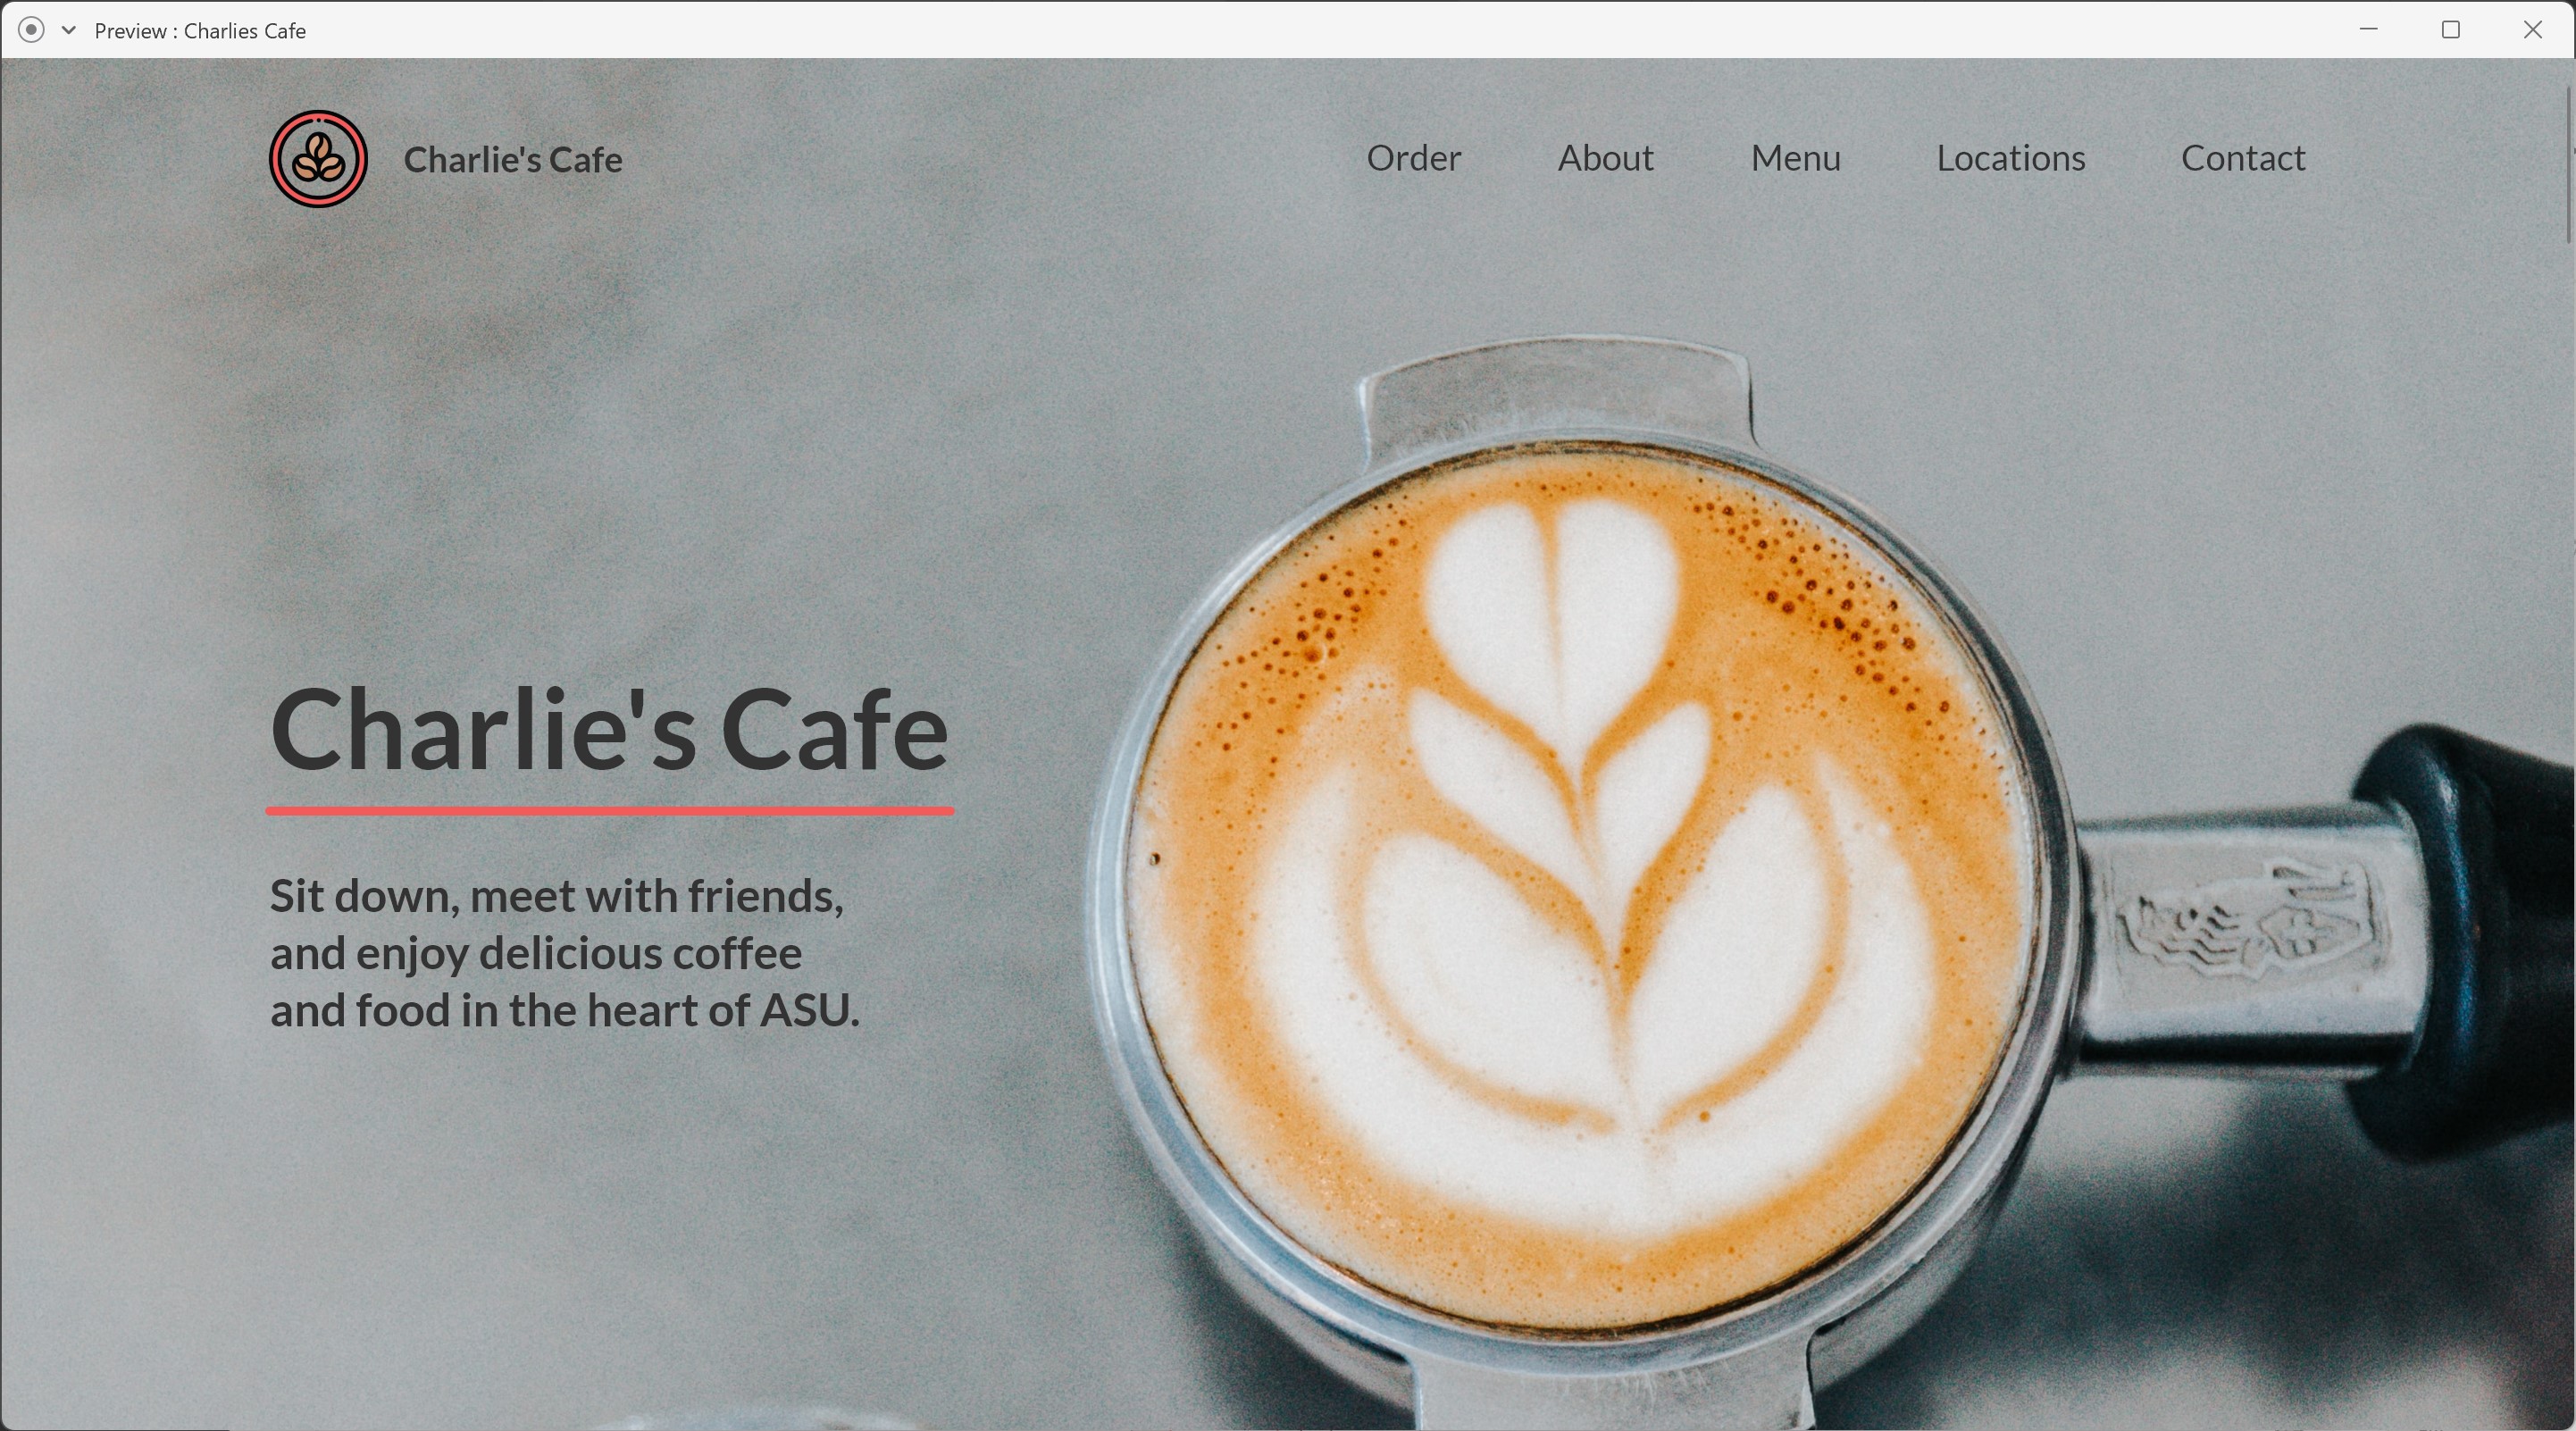 Preview : Charlies Cafe
Charlie's Cafe
Order About Menu Locations Contact
Charlie's Cafe
Sit down, meet with friends,
and enjoy delicious coffee
and food in the heart of ASU.